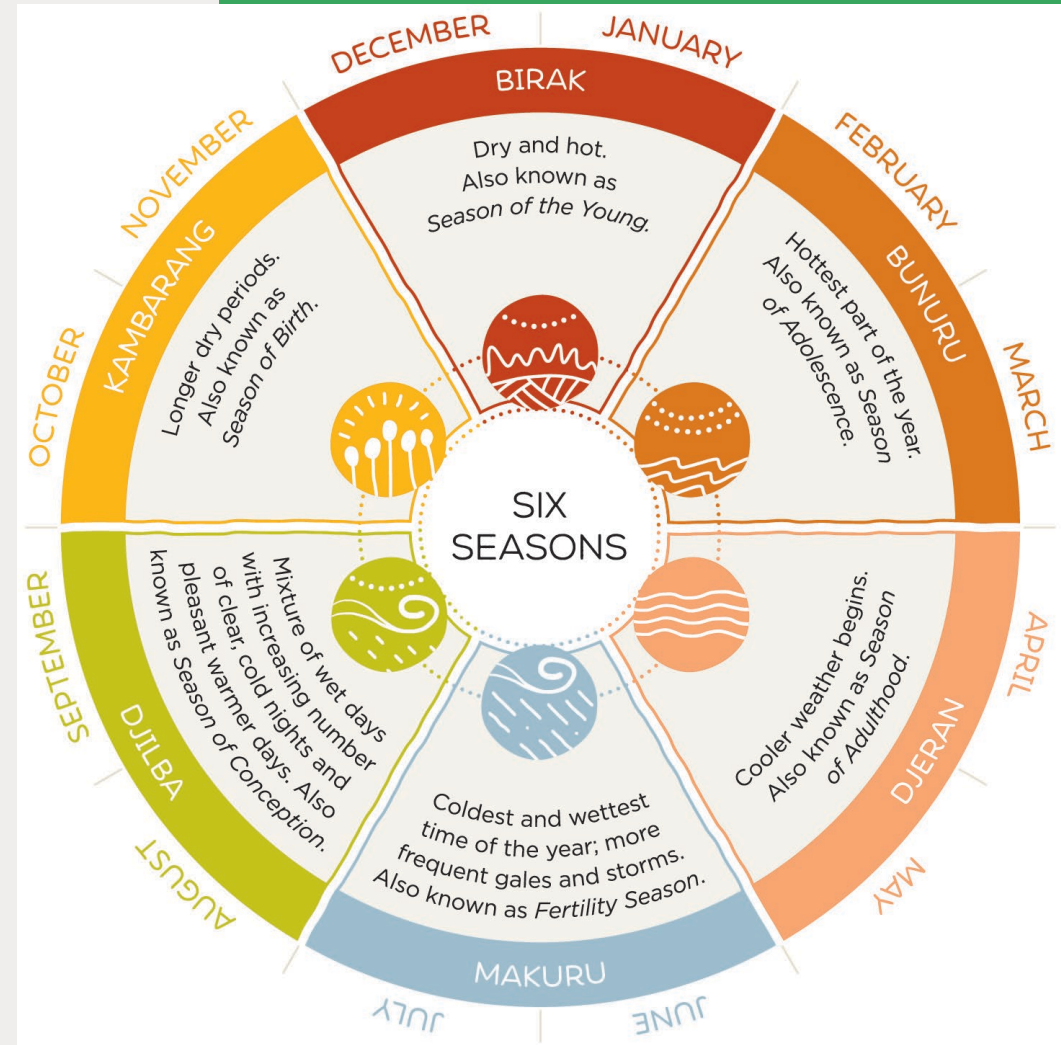 SIX
SEASONS
DECEMBER
JANUARY
BIRAK
Dry and hot.
Also known as
Season of the Young.
FEBRUARY
MARCH
BUNURU
Hottest part of the year.
Also known as Season
of Adolescence.
APRIL
MAY
DJERAN
Cooler weather begins.
Also known as Season
of Adulthood.
JUNE
JULY
MAKURU
Coldest and wettest
time of the year; more
frequent gales and storms.
Also known as Fertility Season.
AUGUST
SEPTEMBER
DJILBA
Mixture of wet days
with increasing number
of clear, cold nights and
pleasant warmer days. Also
known as Season of Conception.
OCTOBER
NOVEMBER
KAMBARANG
Longer dry periods.
Also known as
Season of Birth.